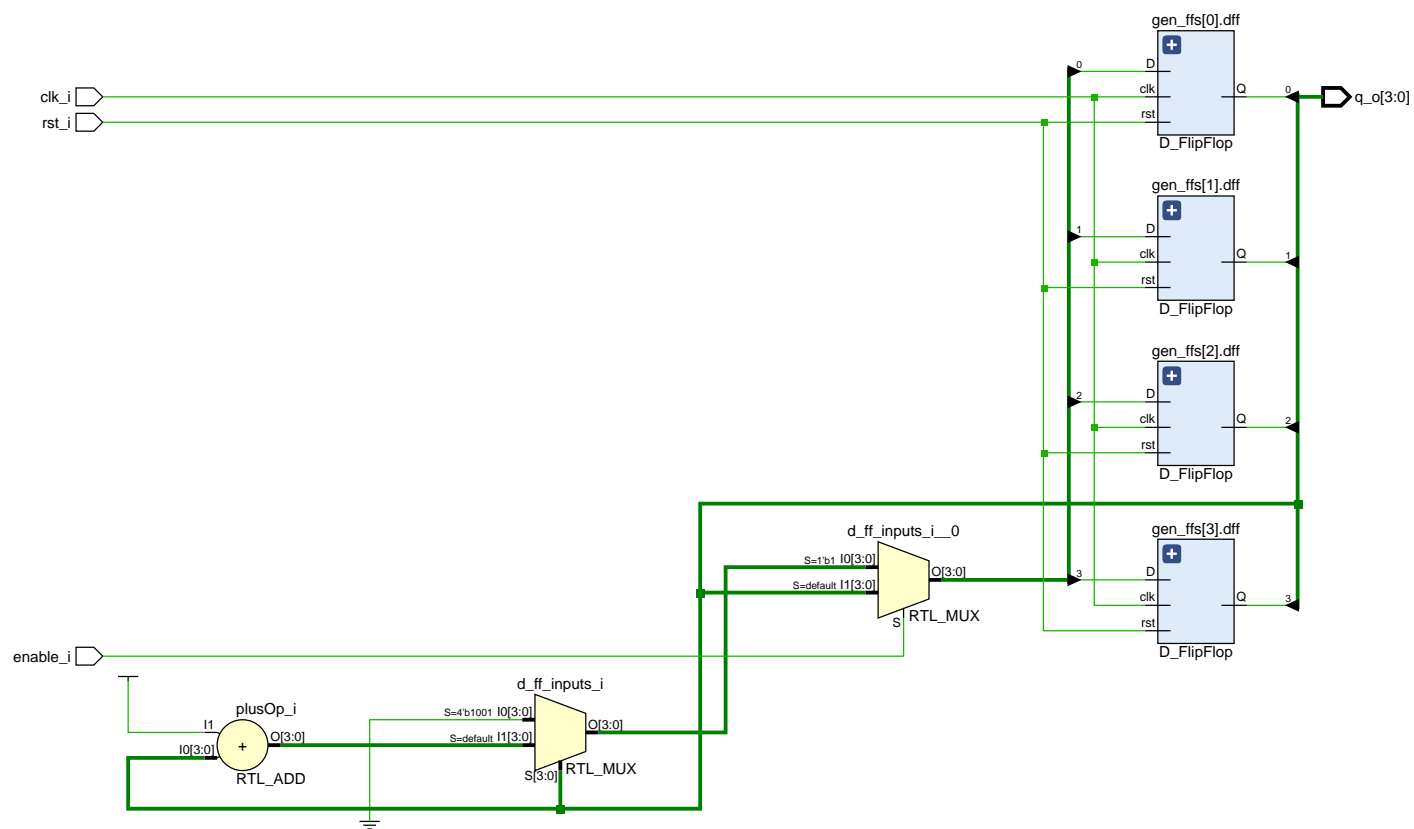 gen_ffs[0].dff
0 D
clk_i clk Q 0 q_o[3:0]
rst_i rst
D_FlipFlop
gen_ffs[1].dff
1 D
clk Q 1
rst
D_FlipFlop
gen_ffs[2].dff
2 D
clk Q 2
rst
D_FlipFlop
gen_ffs[3].dff
3 D
clk Q 3
rst
D_FlipFlop
d_ff_inputs_i__0
S=1'b1 I0[3:0] O[3:0]
S=default I1[3:0]
S RTL_MUX
enable_i
d_ff_inputs_i
S=4'b1001 I0[3:0] O[3:0]
S=default I1[3:0]
S[3:0] RTL_MUX
plusOp_i
I1 O[3:0]
I0[3:0] +
RTL_ADD